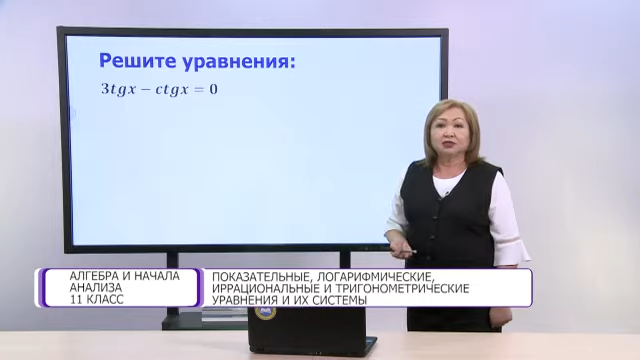 Решите уравнения:
3tgx − ctgx = 0
АЛГЕБРА И НАЧАЛА
АНАЛИЗА
11 КЛАСС
ПОКАЗАТЕЛЬНЫЕ, ЛОГАРИФМИЧЕСКИЕ,
ИРРАЦИОНАЛЬНЫЕ И ТРИГОНОМЕТРИЧЕСКИЕ
УРАВНЕНИЯ И ИХ СИСТЕМЫ